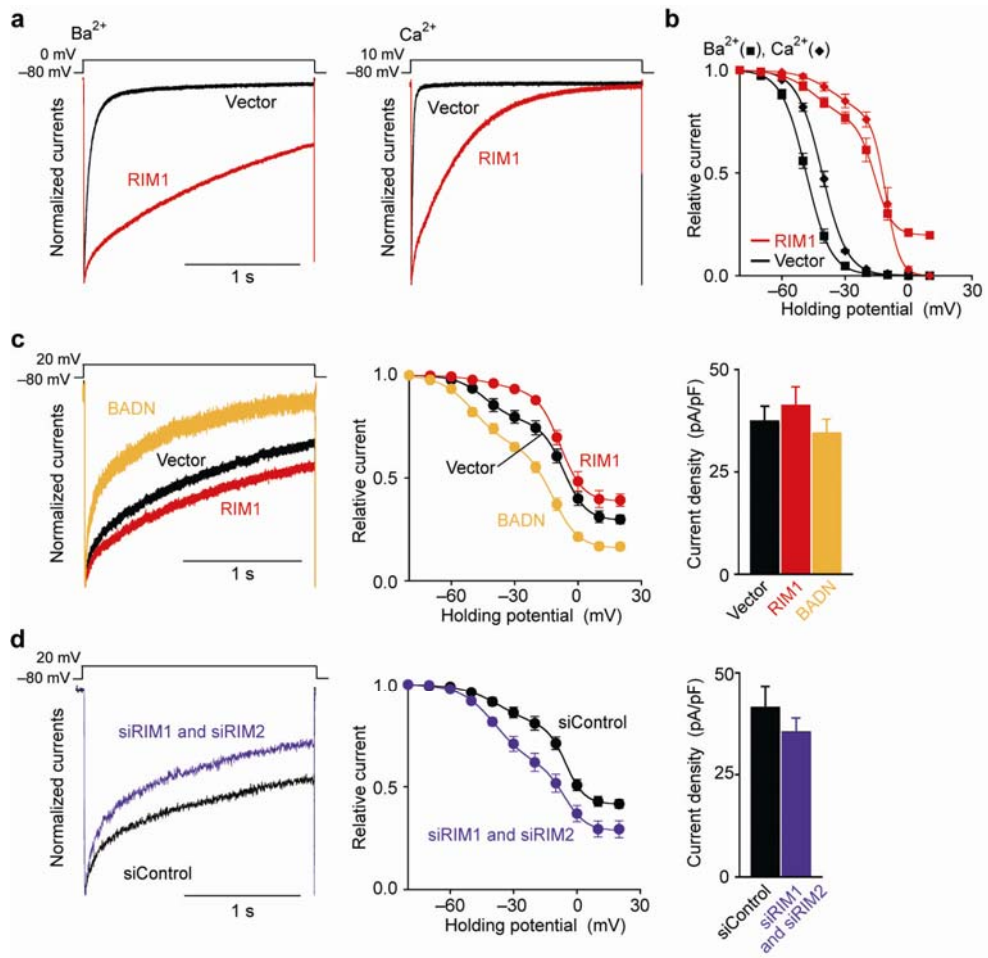 a
Ba2+
0 mV
–80 mV
Normalized currents
Vector
RIM1
1 s
Ca2+
10 mV
–80 mV
Normalized currents
Vector
RIM1
b
Ba2+(■), Ca2+(◆)
Relative current
1.0
0.5
0.0
RIM1
Vector
–60 –30 0 30
Holding potential (mV)
c
20 mV
–80 mV
Normalized currents
BADN
Vector
RIM1
1 s
Relative current
1.0
0.5
0.0
Vector
RIM1
BADN
–60 –30 0 30
Holding potential (mV)
Current density (pA/pF)
50
25
0
Vector
RIM1
BADN
d
20 mV
–80 mV
Normalized currents
siRIM1 and siRIM2
siControl
1 s
Relative current
1.0
0.5
0.0
siControl
siRIM1 and siRIM2
–60 –30 0 30
Holding potential (mV)
Current density (pA/pF)
50
25
0
siControl
siRIM1
and siRIM2